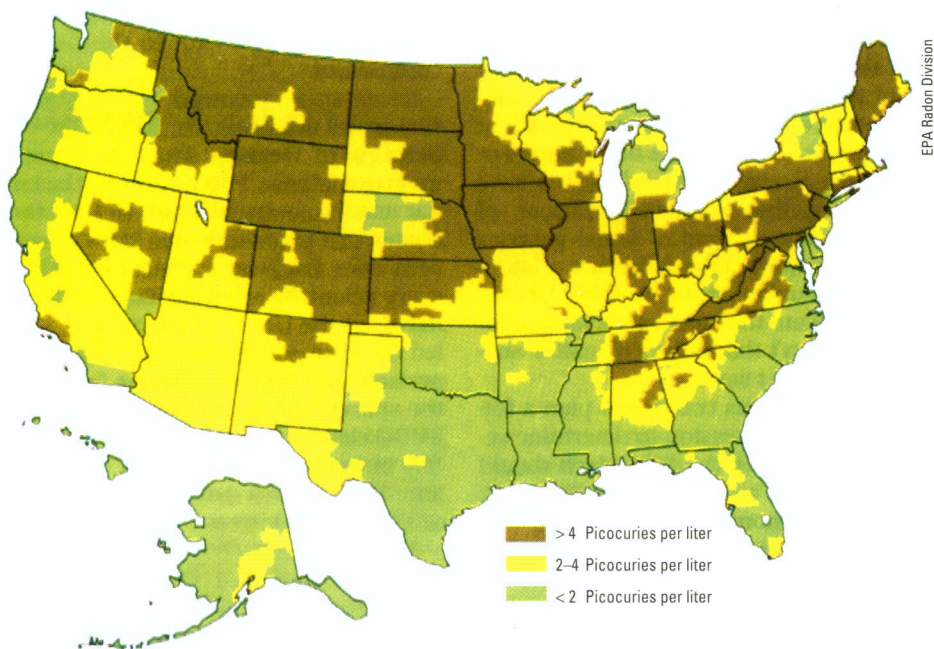 EPA Radon Division
> 4 Picocuries per liter
2–4 Picocuries per liter
< 2 Picocuries per liter